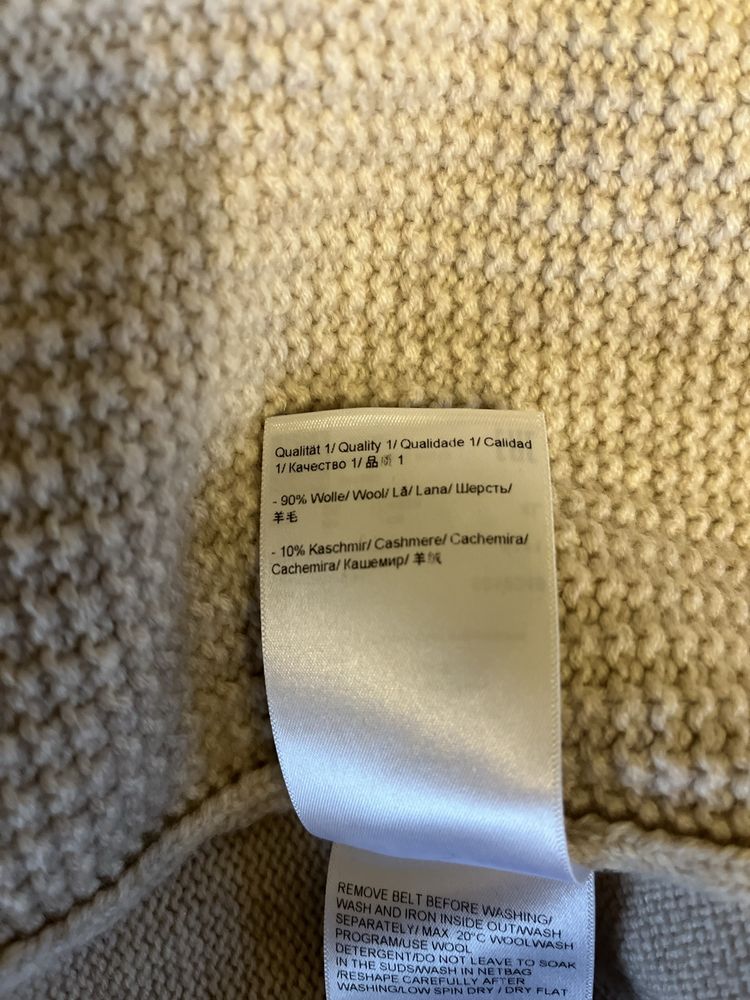 Qualität 1/ Quality 1/ Qualidade 1/ Calidad
1/ Качество 1/ 品质 1
- 90% Wolle/ Wool/ Lã/ Lana/ Шерсть/
羊毛
- 10% Kaschmir/ Cashmere/ Cachemira/
Cachemira/ Кашемир/ 羊绒
REMOVE BELT BEFORE WASHING/
WASH AND IRON INSIDE OUT/WASH
SEPARATELY/ MAX. 20°C WOOLWASH
PROGRAM/USE WOOL
DETERGENT/DO NOT LEAVE TO SOAK
IN THE SUDS/WASH IN NETBAG
/RESHAPE CAREFULLY AFTER
WASHING/LOW SPIN DRY / DRY FLAT